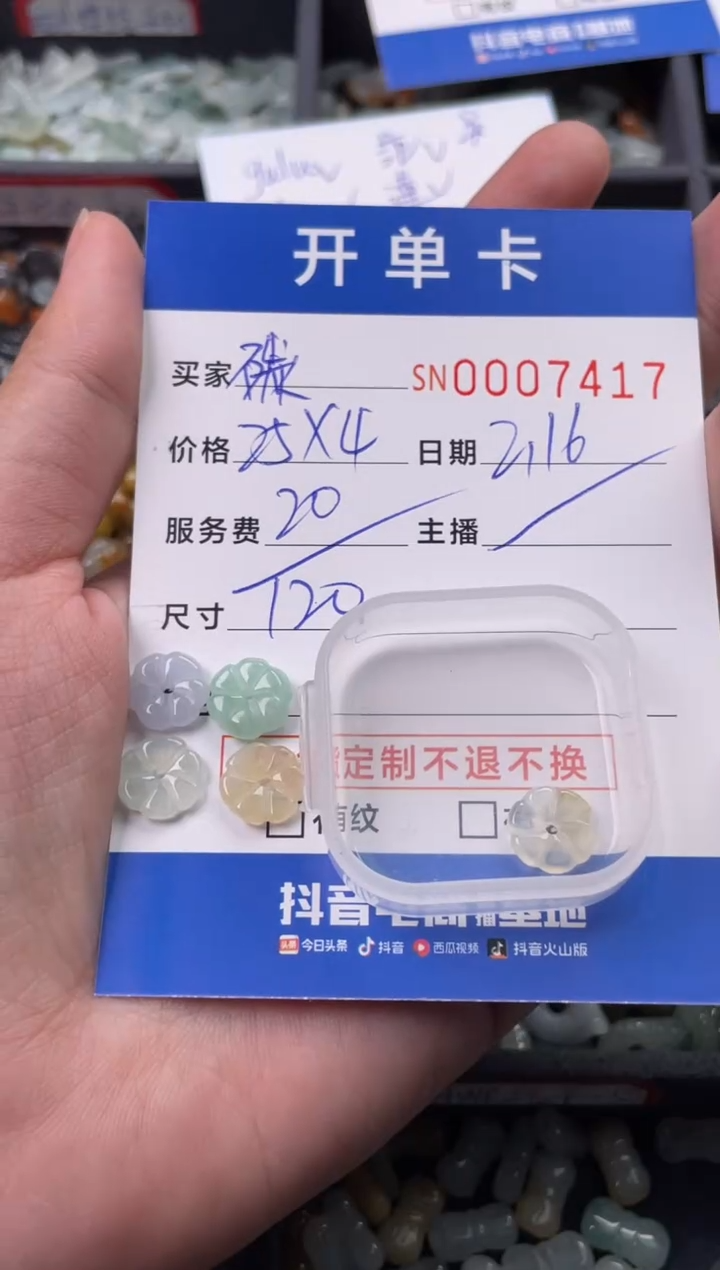 开单卡
买家 SN0007417
价格 25X4 日期 2,16
服务费 20 主播
尺寸 120
定制不退不换
有纹
抖音电商直播基地
今日头条 抖音 西瓜视频 抖音火山版